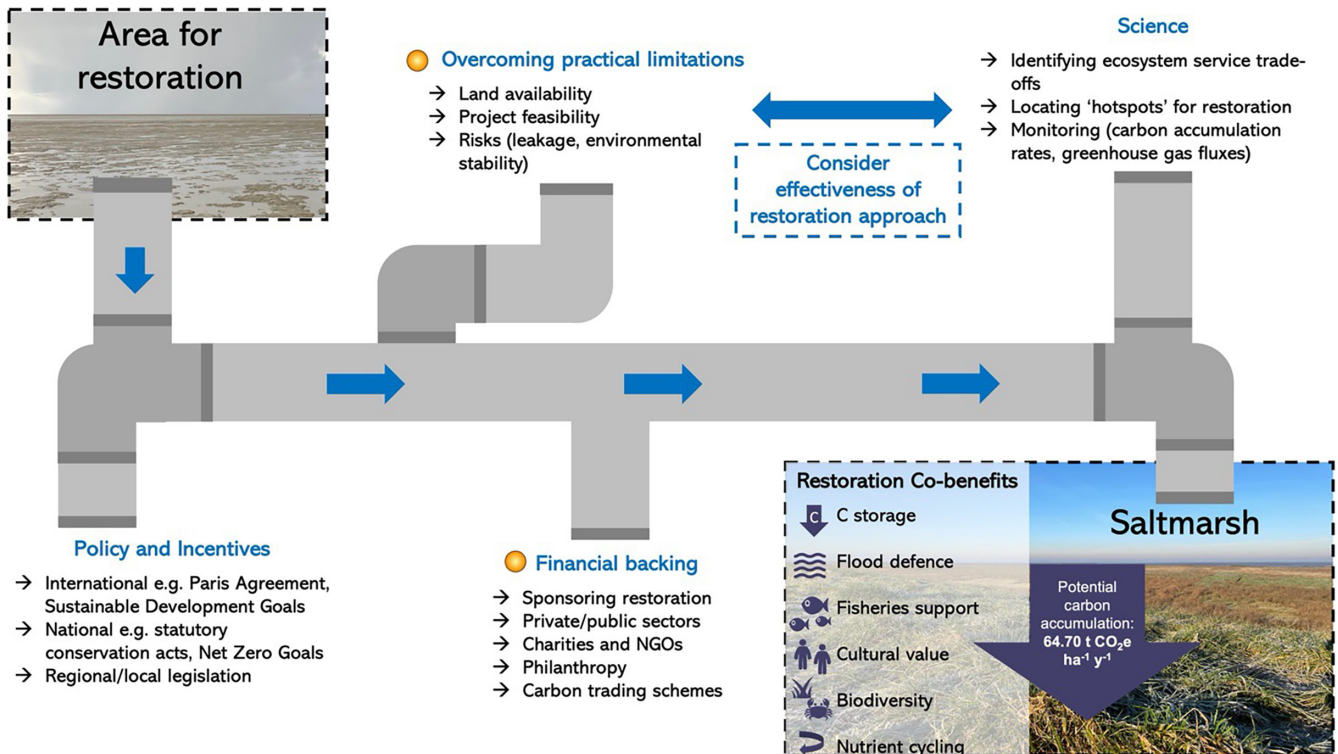 Area for
restoration
Overcoming practical limitations
→ Land availability
→ Project feasibility
→ Risks (leakage, environmental
stability)
Consider
effectiveness of
restoration approach
Science
→ Identifying ecosystem service trade-
offs
→ Locating ‘hotspots’ for restoration
→ Monitoring (carbon accumulation
rates, greenhouse gas fluxes)
Policy and Incentives
→ International e.g. Paris Agreement,
Sustainable Development Goals
→ National e.g. statutory
conservation acts, Net Zero Goals
→ Regional/local legislation
Financial backing
→ Sponsoring restoration
→ Private/public sectors
→ Charities and NGOs
→ Philanthropy
→ Carbon trading schemes
Restoration Co-benefits
C
C storage
Flood defence
Fisheries support
Cultural value
Biodiversity
Nutrient cycling
Saltmarsh
Potential
carbon
accumulation:
64.70 t CO₂e
ha⁻¹ y⁻¹